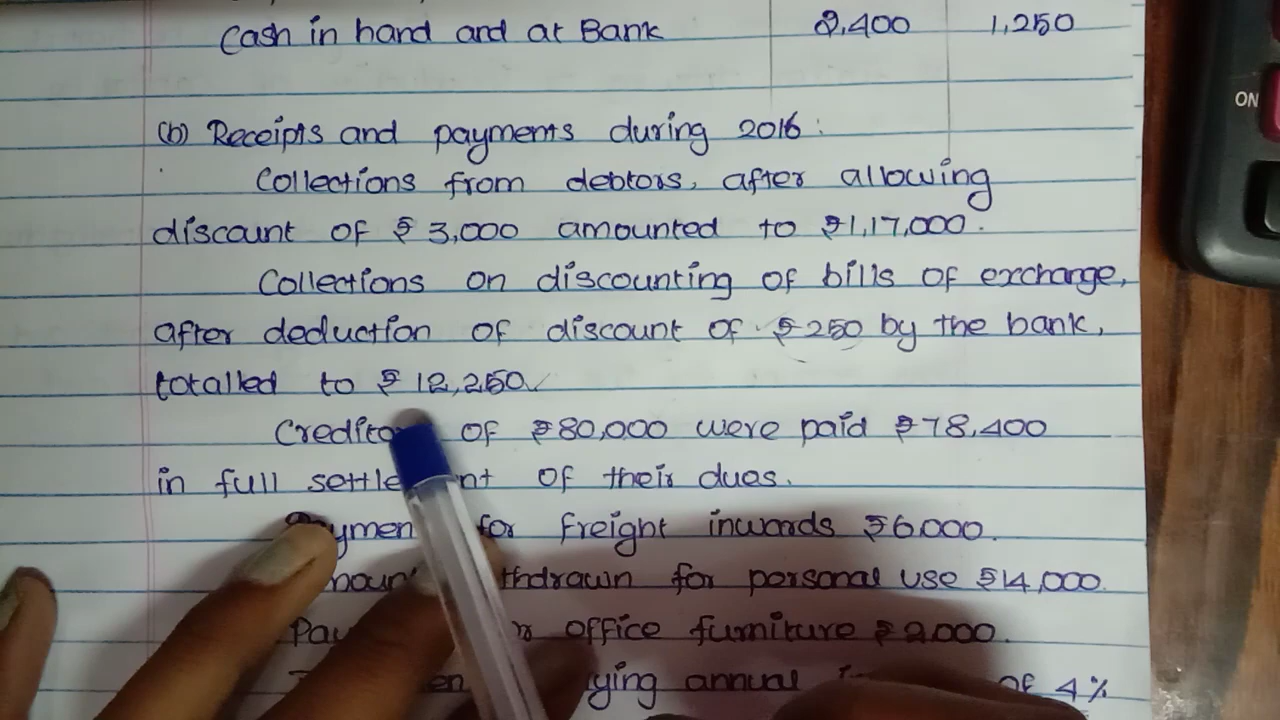 Cash in hand and at Bank 2,400 1,250
(b) Receipts and payments during 2016:
Collections from debtors, after allowing
discount of ₹ 3,000 amounted to ₹1,17,000.
Collections on discounting of bills of exchange,
after deduction of discount of ₹250 by the bank,
totalled to ₹ 12,250
of ₹80,000 were paid ₹78,400
in full of their dues.
for Freight inwards ₹6000.
for personal use ₹14,000.
office furniture ₹2,000.
annual of 4%
ON